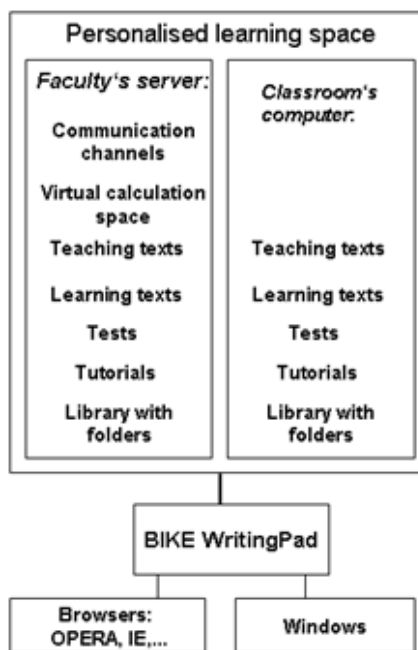 Personalised learning space
Faculty's server:
Communication
channels
Virtual calculation
space
Teaching texts
Learning texts
Tests
Tutorials
Library with
folders
Classroom's
computer:
Teaching texts
Learning texts
Tests
Tutorials
Library with
folders
BIKE WritingPad
Browsers:
OPERA, IE,...
Windows